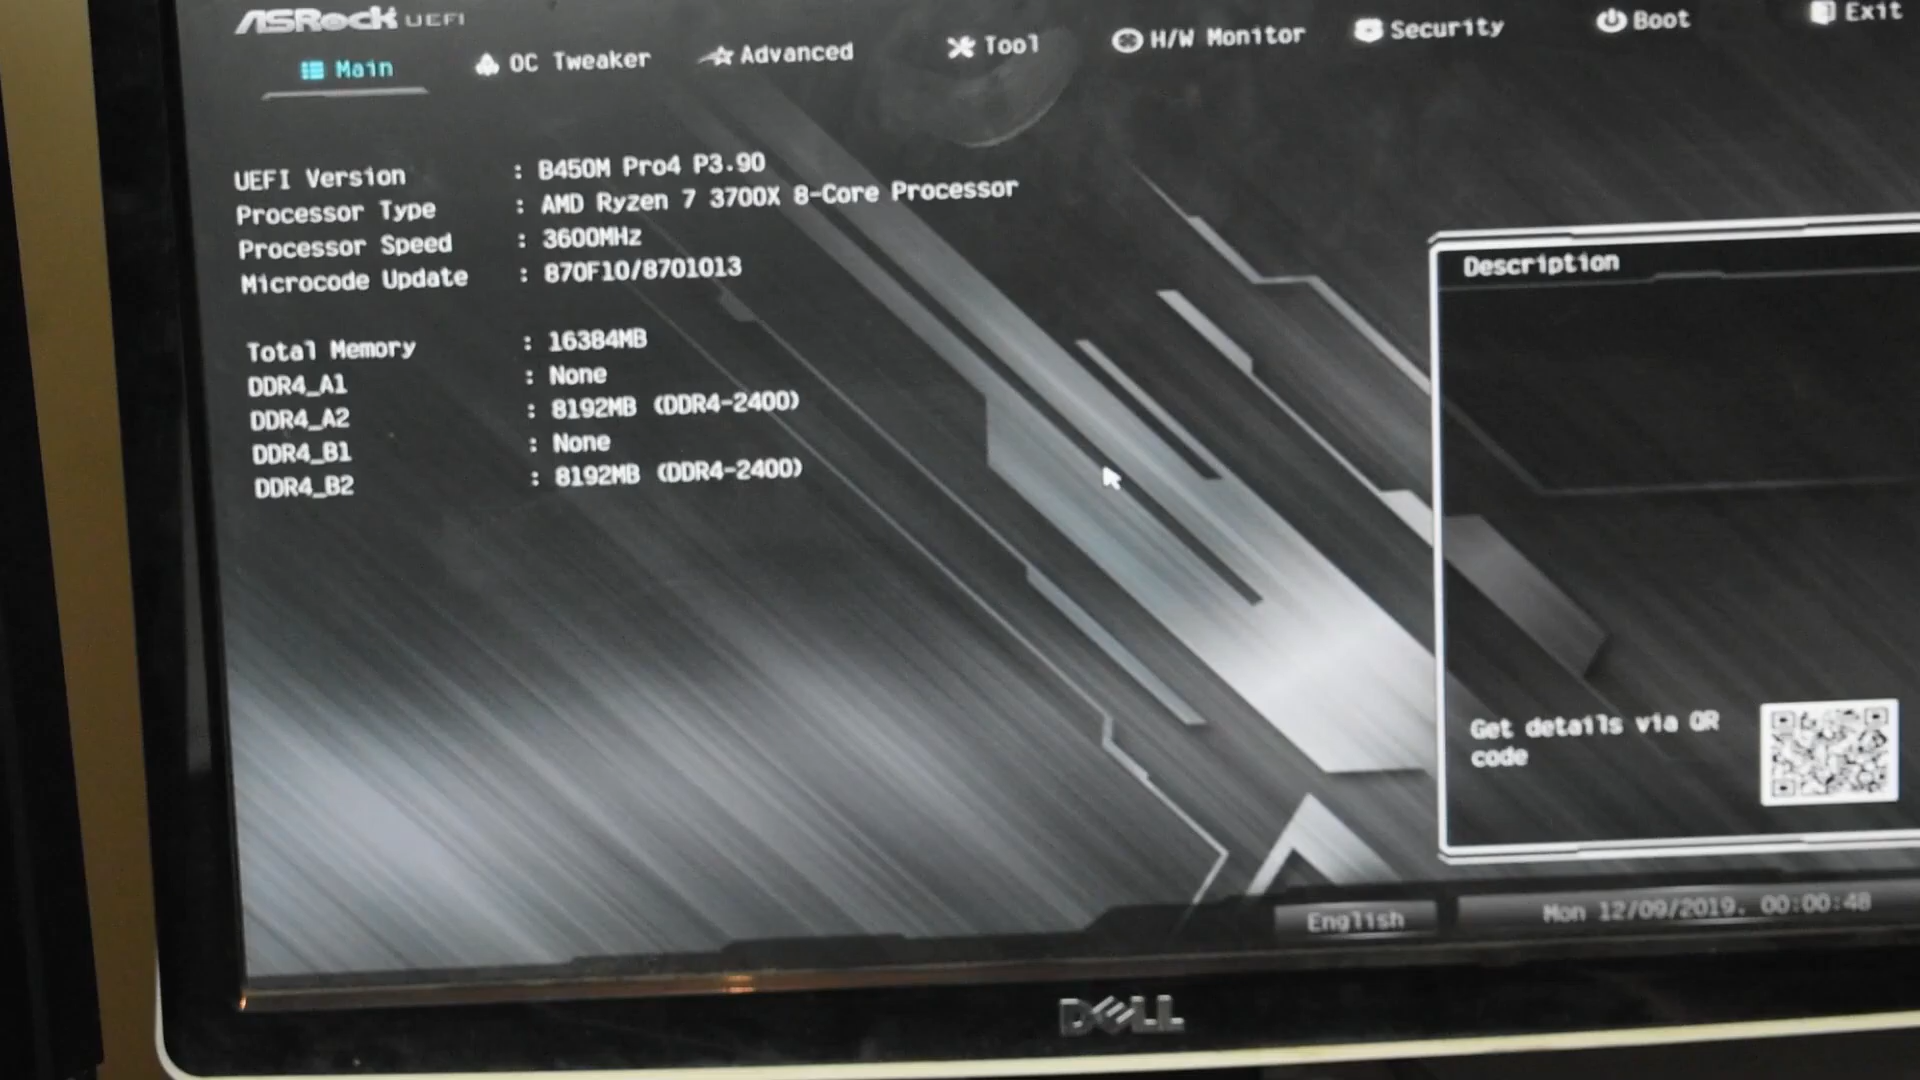 ASRock UEFI
Main OC Tweaker Advanced Tool H/W Monitor Security Boot Exit
UEFI Version : B450M Pro4 P3.90
Processor Type : AMD Ryzen 7 3700X 8-Core Processor
Processor Speed : 3600MHz
Microcode Update : 870F10/8701013
Total Memory : 16384MB
DDR4_A1 : None
DDR4_A2 : 8192MB (DDR4-2400)
DDR4_B1 : None
DDR4_B2 : 8192MB (DDR4-2400)
Description
Get details via QR
code
English Mon 12/09/2019. 00:00:48
DELL